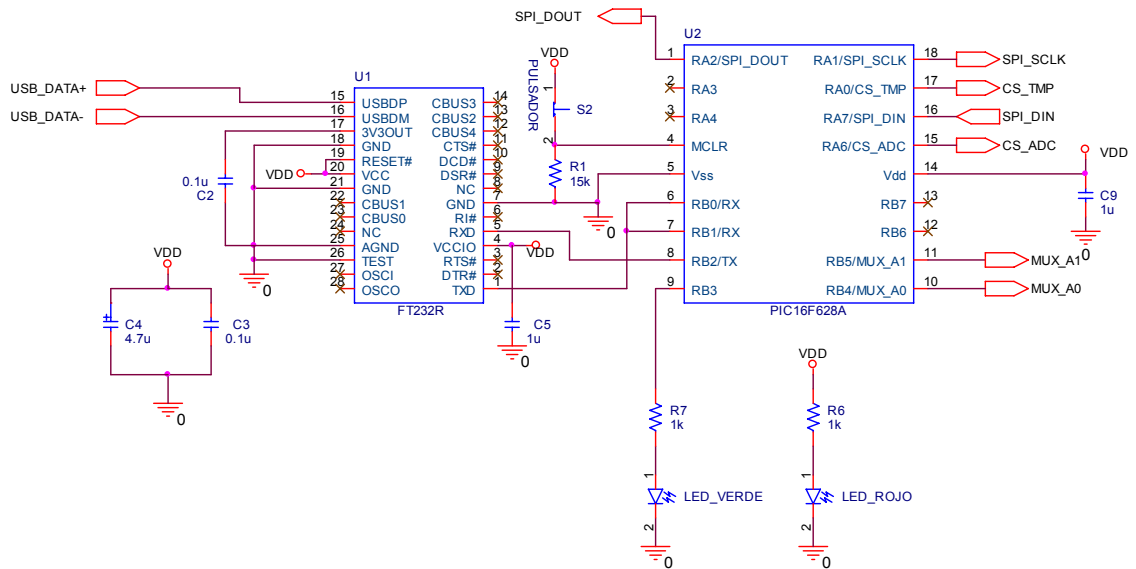 SPI_DOUT
USB_DATA+
USB_DATA-
U1
15 USBDP CBUS3 14
16 USBDM CBUS2 13
17 3V3OUT CBUS4 12
18 GND CTS# 11
19 RESET# DCD# 10
20 VCC DSR# 9
21 GND NC 8
22 CBUS1 GND 7
23 CBUS0 RI# 6
24 NC RXD 5
25 AGND VCCIO 4
26 TEST RTS# 3
27 OSCI DTR# 2
28 OSCO TXD 1
FT232R
VDD
0.1u
C2
0
VDD
C4
4.7u
C3
0.1u
0
VDD
C5
1u
0
VDD
PULSADOR
1
S2
2
R1
15k
0
U2
1 RA2/SPI_DOUT RA1/SPI_SCLK 18 SPI_SCLK
2 RA3 RA0/CS_TMP 17 CS_TMP
3 RA4 RA7/SPI_DIN 16 SPI_DIN
4 MCLR RA6/CS_ADC 15 CS_ADC
5 Vss Vdd 14
6 RB0/RX RB7 13
7 RB1/RX RB6 12
8 RB2/TX RB5/MUX_A1 11 MUX_A1
9 RB3 RB4/MUX_A0 10 MUX_A0
PIC16F628A
VDD
C9
1u
0
R7
1k
1
LED_VERDE
2
0
VDD
R6
1k
1
LED_ROJO
2
0